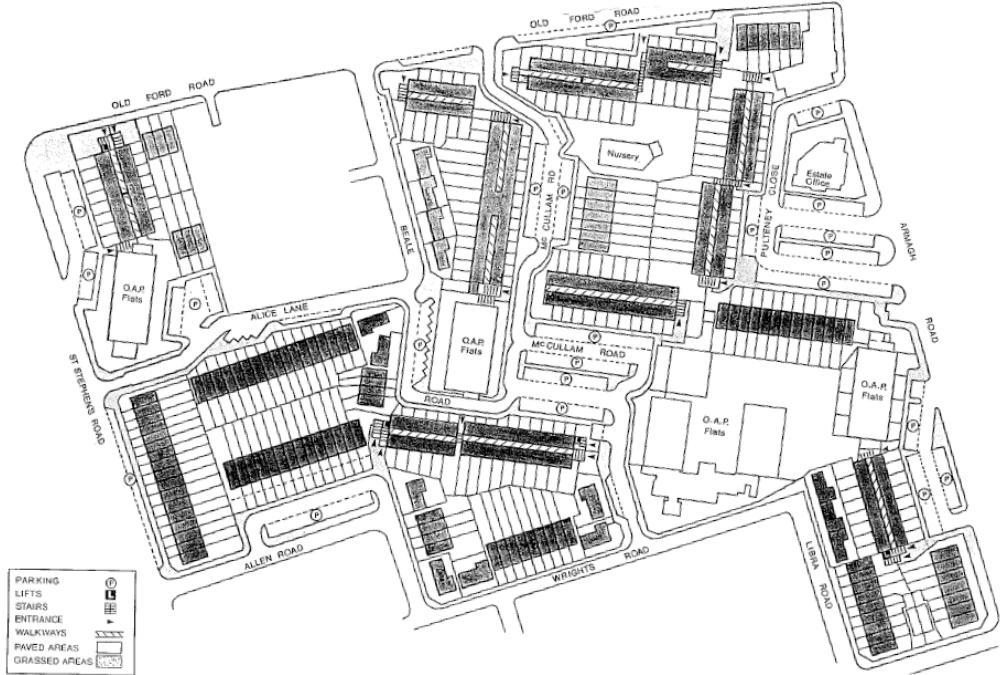 OLD FORD ROAD
P
OLD FORD ROAD
P
P
Nursery
Estate
Office
P
P
P
P
P
P
PULTENEY CLOSE
P
P
ARMAGH
ROAD
BEALE
ROAD
Mc CULLAM RD
P
P
O.A.P.
Flats
P
P
ALICE LANE
P
O.A.P.
Flats
P
Mc CULLAM ROAD
P
P
P
O.A.P.
Flats
O.A.P.
Flats
P
P
ST STEPHEN'S ROAD
P
P
ALLEN ROAD
WRIGHTS ROAD
LIBRA ROAD
PARKING P
LIFTS L
STAIRS
ENTRANCE
WALKWAYS
PAVED AREAS
GRASSED AREAS